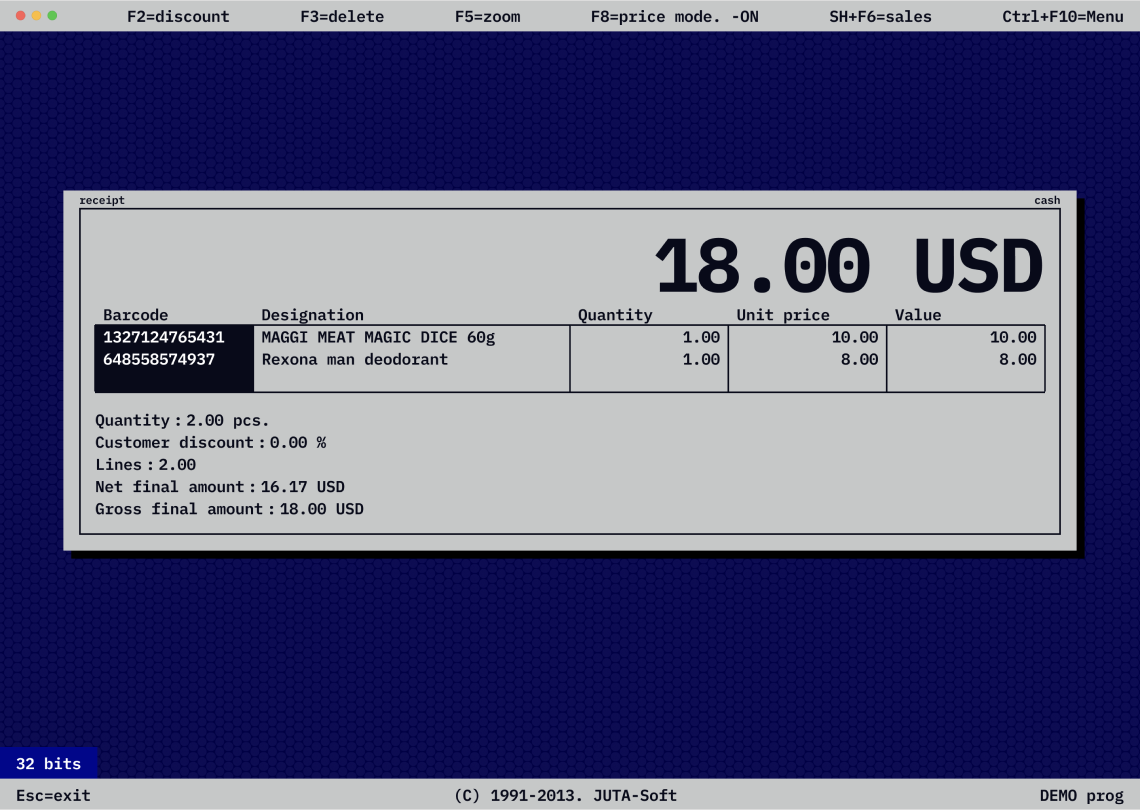 F2=discount F3=delete F5=zoom F8=price mode. -ON SH+F6=sales Ctrl+F10=Menu
receipt cash
18.00 USD
Barcode Designation Quantity Unit price Value
1327124765431 MAGGI MEAT MAGIC DICE 60g 1.00 10.00 10.00
648558574937 Rexona man deodorant 1.00 8.00 8.00
Quantity: 2.00 pcs.
Customer discount: 0.00 %
Lines: 2.00
Net final amount: 16.17 USD
Gross final amount: 18.00 USD
32 bits
Esc=exit (C) 1991-2013. JUTA-Soft DEMO prog